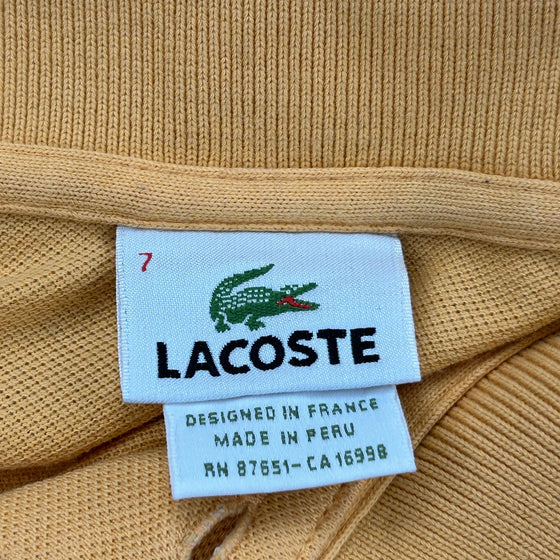 7
LACOSTE
DESIGNED IN FRANCE
MADE IN PERU
RN 87651-CA 16998